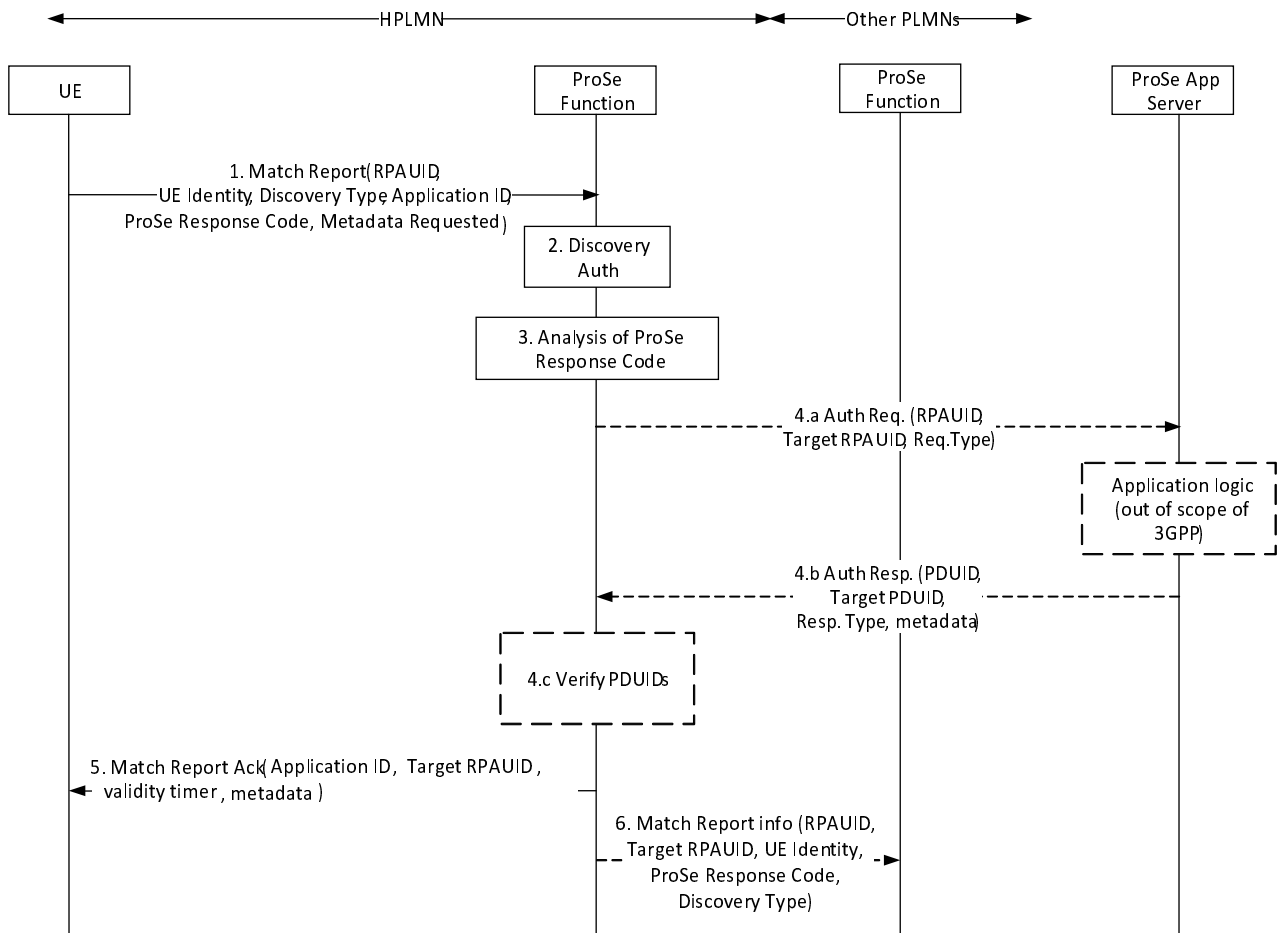 HPLMN
Other PLMNs
UE
ProSe
Function
ProSe
Function
ProSe App
Server
1. Match Report(RPAUID,
UE Identity, Discovery Type, Application ID,
ProSe Response Code, Metadata Requested)
2. Discovery
Auth
3. Analysis of ProSe
Response Code
4.a Auth Req. (RPAUID,
Target RPAUID, Req.Type)
Application logic
(out of scope of
3GPP)
4.b Auth Resp. (PDUID,
Target PDUID,
Resp. Type, metadata)
4.c Verify PDUIDs
5. Match Report Ack( Application ID, Target RPAUID ,
validity timer , metadata )
6. Match Report info (RPAUID,
Target RPAUID, UE Identity,
ProSe Response Code,
Discovery Type)